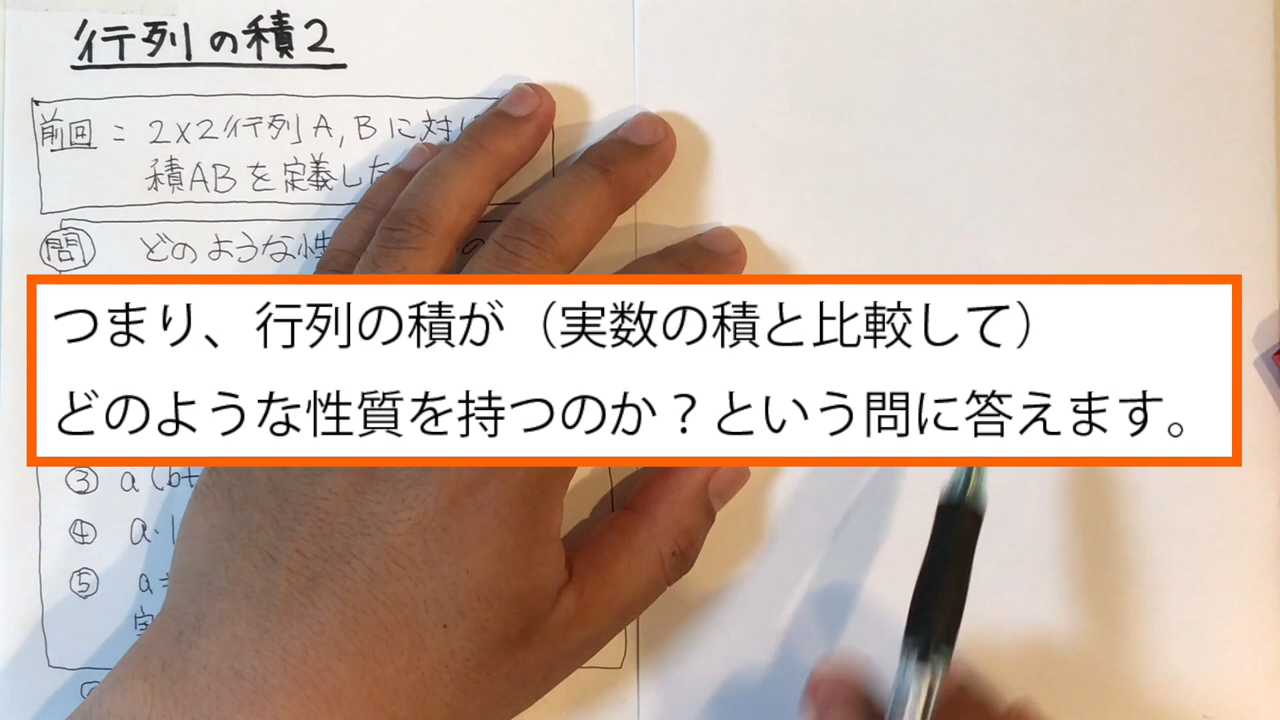 行列の積2
前回 = 2×2行列A, Bに対
積ABを定義した
問 どのような性 の
つまり、行列の積が（実数の積と比較して）
どのような性質を持つのか？という問に答えます。
③ a(b+
④ a・1
⑤ a=